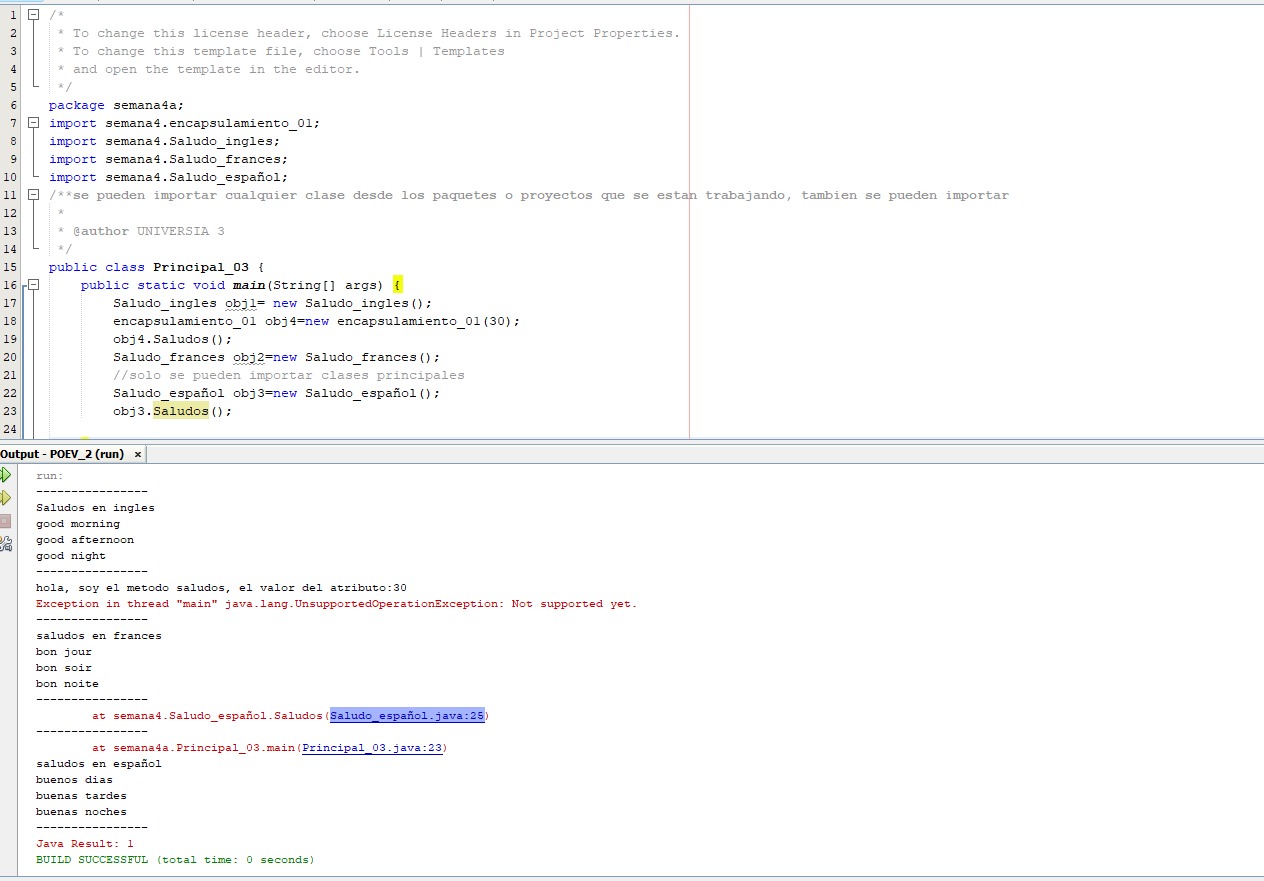 1 /*
2 * To change this license header, choose License Headers in Project Properties.
3 * To change this template file, choose Tools | Templates
4 * and open the template in the editor.
5 */
6 package semana4a;
7 import semana4.encapsulamiento_01;
8 import semana4.Saludo_ingles;
9 import semana4.Saludo_frances;
10 import semana4.Saludo_español;
11 /**se pueden importar cualquier clase desde los paquetes o proyectos que se estan trabajando, tambien se pueden importar
12 *
13 * @author UNIVERSIA 3
14 */
15 public class Principal_03 {
16 public static void main(String[] args) {
17 Saludo_ingles obj1= new Saludo_ingles();
18 encapsulamiento_01 obj4=new encapsulamiento_01(30);
19 obj4.Saludos();
20 Saludo_frances obj2=new Saludo_frances();
21 //solo se pueden importar clases principales
22 Saludo_español obj3=new Saludo_español();
23 obj3.Saludos();
24
Output - POEV_2 (run) ×
run:
----------------
Saludos en ingles
good morning
good afternoon
good night
----------------
hola, soy el metodo saludos, el valor del atributo:30
Exception in thread "main" java.lang.UnsupportedOperationException: Not supported yet.
----------------
saludos en frances
bon jour
bon soir
bon noite
----------------
at semana4.Saludo_español.Saludos(Saludo_español.java:25)
----------------
at semana4a.Principal_03.main(Principal_03.java:23)
saludos en español
buenos dias
buenas tardes
buenas noches
----------------
Java Result: 1
BUILD SUCCESSFUL (total time: 0 seconds)